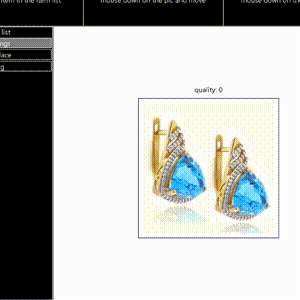 item in the item list
mouse down on the pic and move
mouse down on the
list
ngs
lace
g
quality: 0